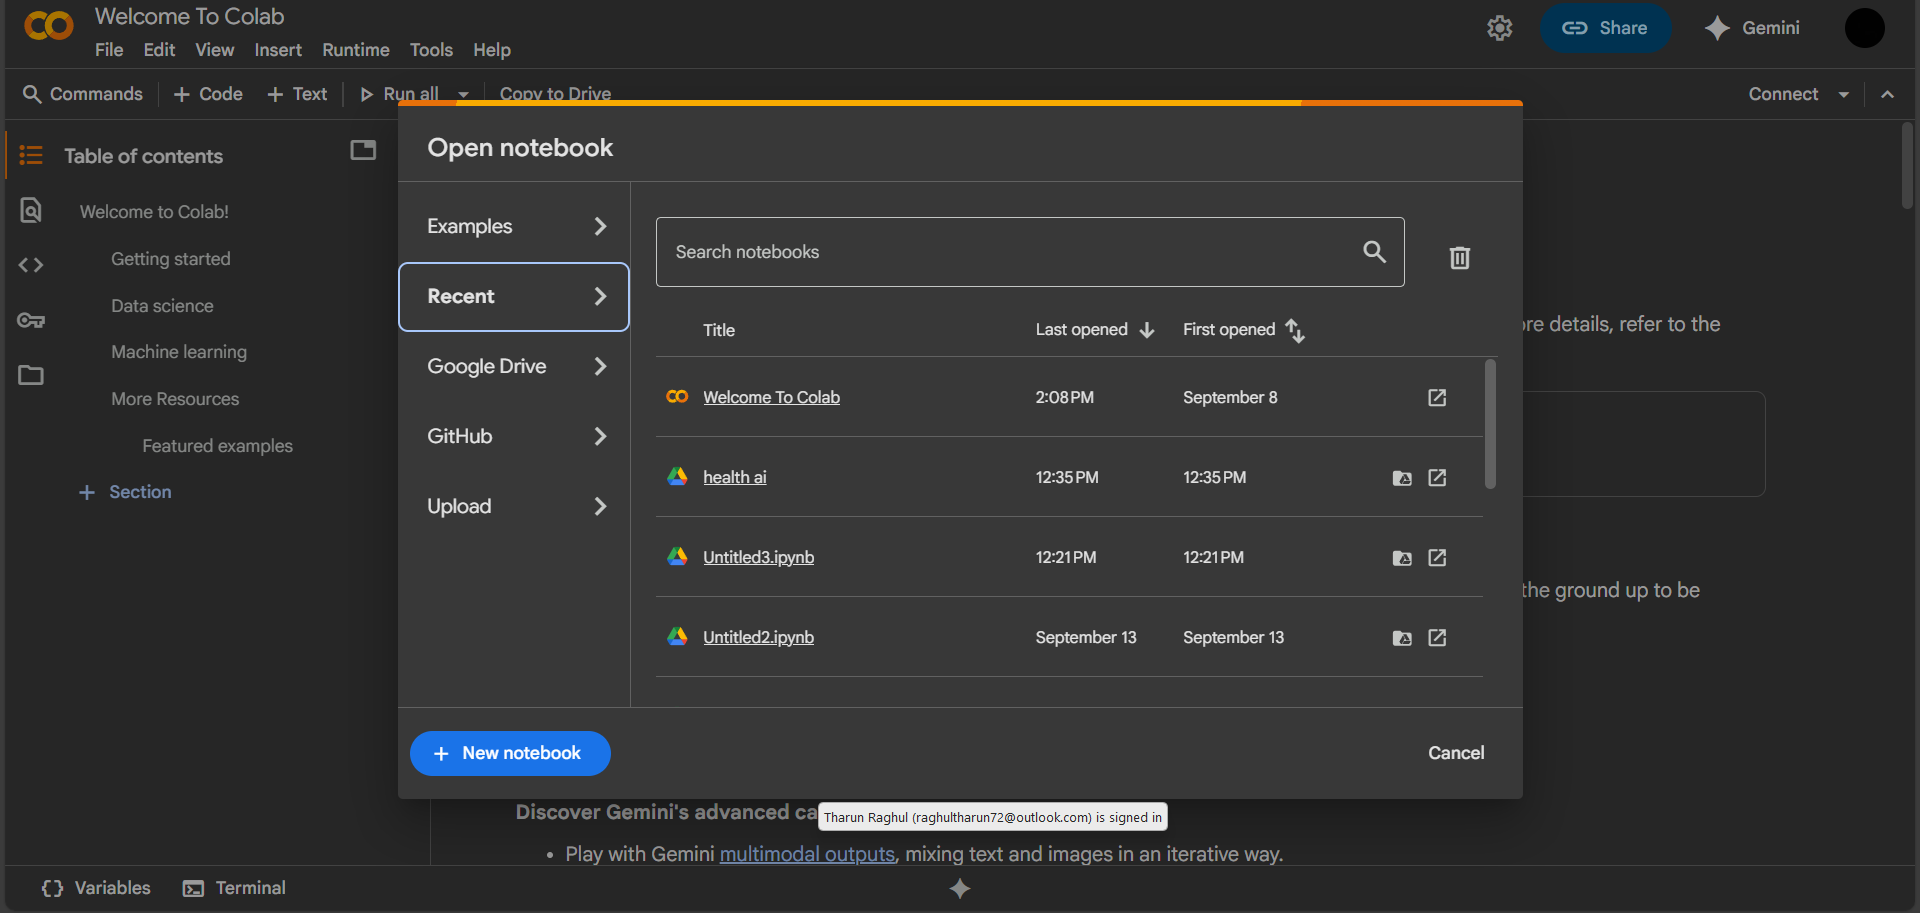 Welcome To Colab
File Edit View Insert Runtime Tools Help
Share
Gemini
Commands + Code + Text Run all Copy to Drive
Connect
Table of contents
Welcome to Colab!
Getting started
Data science
Machine learning
More Resources
Featured examples
+ Section
Open notebook
Examples
Recent
Google Drive
GitHub
Upload
Search notebooks
Title Last opened First opened
Welcome To Colab 2:08 PM September 8
health ai 12:35 PM 12:35 PM
Untitled3.ipynb 12:21 PM 12:21 PM
Untitled2.ipynb September 13 September 13
+ New notebook
Cancel
re details, refer to the
the ground up to be
Discover Gemini's advanced ca
Tharun Raghul (raghultharun72@outlook.com) is signed in
• Play with Gemini multimodal outputs, mixing text and images in an iterative way.
Variables Terminal